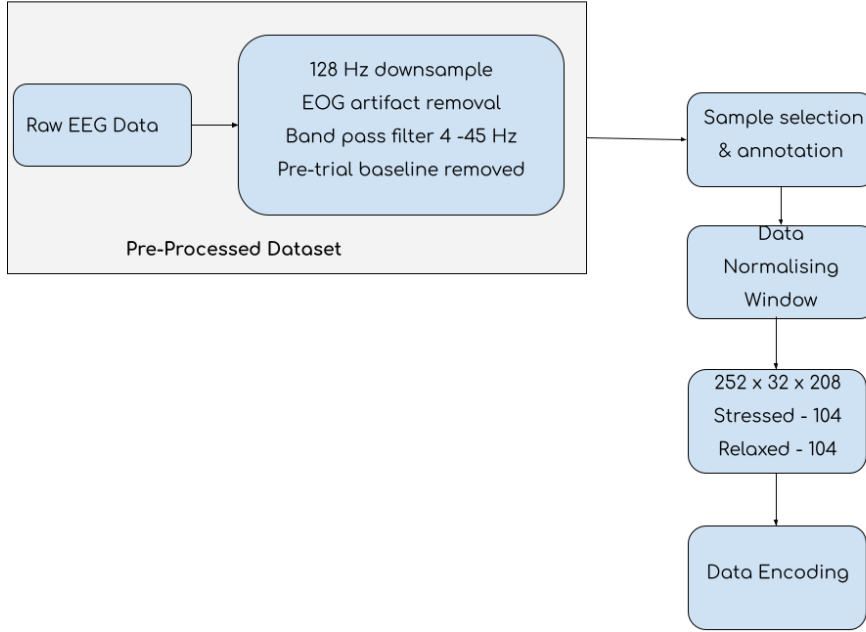 Raw EEG Data
128 Hz downsample
EOG artifact removal
Band pass filter 4 -45 Hz
Pre-trial baseline removed
Pre-Processed Dataset
Sample selection
& annotation
Data
Normalising
Window
252 x 32 x 208
Stressed - 104
Relaxed - 104
Data Encoding